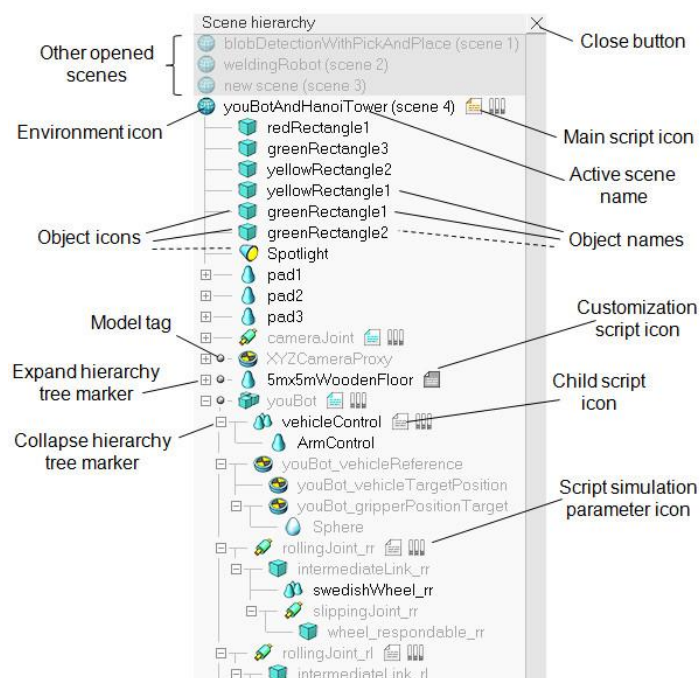 Scene hierarchy
Close button
Other opened
scenes
blobDetectionWithPickAndPlace (scene 1)
weldingRobot (scene 2)
new scene (scene 3)
youBotAndHanoiTower (scene 4)
Environment icon
Main script icon
redRectangle1
greenRectangle3
yellowRectangle2
Active scene
name
yellowRectangle1
greenRectangle1
Object icons
greenRectangle2
Object names
Spotlight
pad1
pad2
pad3
Customization
script icon
Model tag
cameraJoint
XYZCameraProxy
Expand hierarchy
tree marker
5mx5mWoodenFloor
youBot
Child script
icon
vehicleControl
Collapse hierarchy
tree marker
ArmControl
youBot_vehicleReference
youBot_vehicleTargetPosition
youBot_gripperPositionTarget
Script simulation
parameter icon
Sphere
rollingJoint_rr
intermediateLink_rr
swedishWheel_rr
slippingJoint_rr
wheel_respondable_rr
rollingJoint_rl
intermediateLink_rl